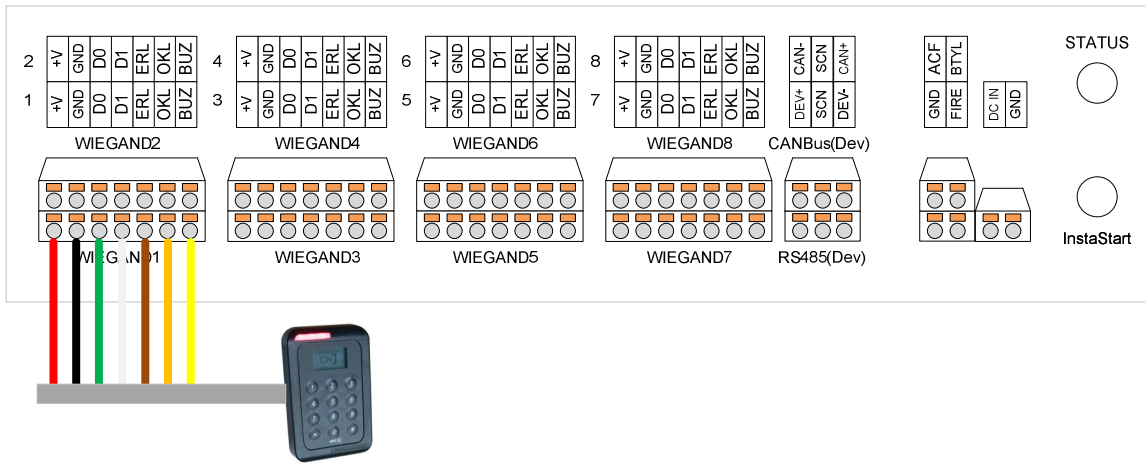 2 +V GND D0 D1 ERL OKL BUZ 4 +V GND D0 D1 ERL OKL BUZ 6 +V GND D0 D1 ERL OKL BUZ 8 +V GND D0 D1 ERL OKL BUZ CAN- SCN CAN+ ACF BTYL STATUS
1 +V GND D0 D1 ERL OKL BUZ 3 +V GND D0 D1 ERL OKL BUZ 5 +V GND D0 D1 ERL OKL BUZ 7 +V GND D0 D1 ERL OKL BUZ DEV+ SCN DEV- GND FIRE DC IN GND
WIEGAND2 WIEGAND4 WIEGAND6 WIEGAND8 CANBus(Dev)
WIEGAND1 WIEGAND3 WIEGAND5 WIEGAND7 RS485(Dev) InstaStart